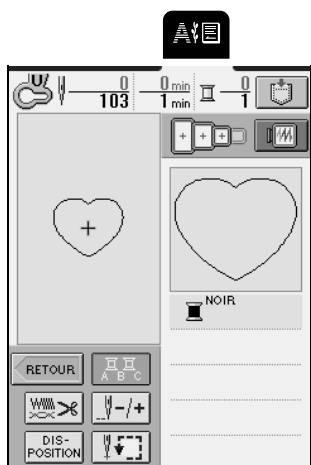 A
U
0 0 min 0
103 1 min 1
NOIR
RETOUR
A B C
-/+
DIS-
POSITION